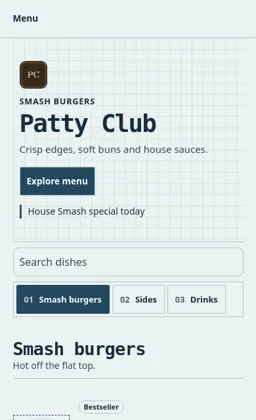 Menu
PC
SMASH BURGERS
Patty Club
Crisp edges, soft buns and house sauces.
Explore menu
House Smash special today
Search dishes
01 Smash burgers 02 Sides 03 Drinks
Smash burgers
Hot off the flat top.
Bestseller